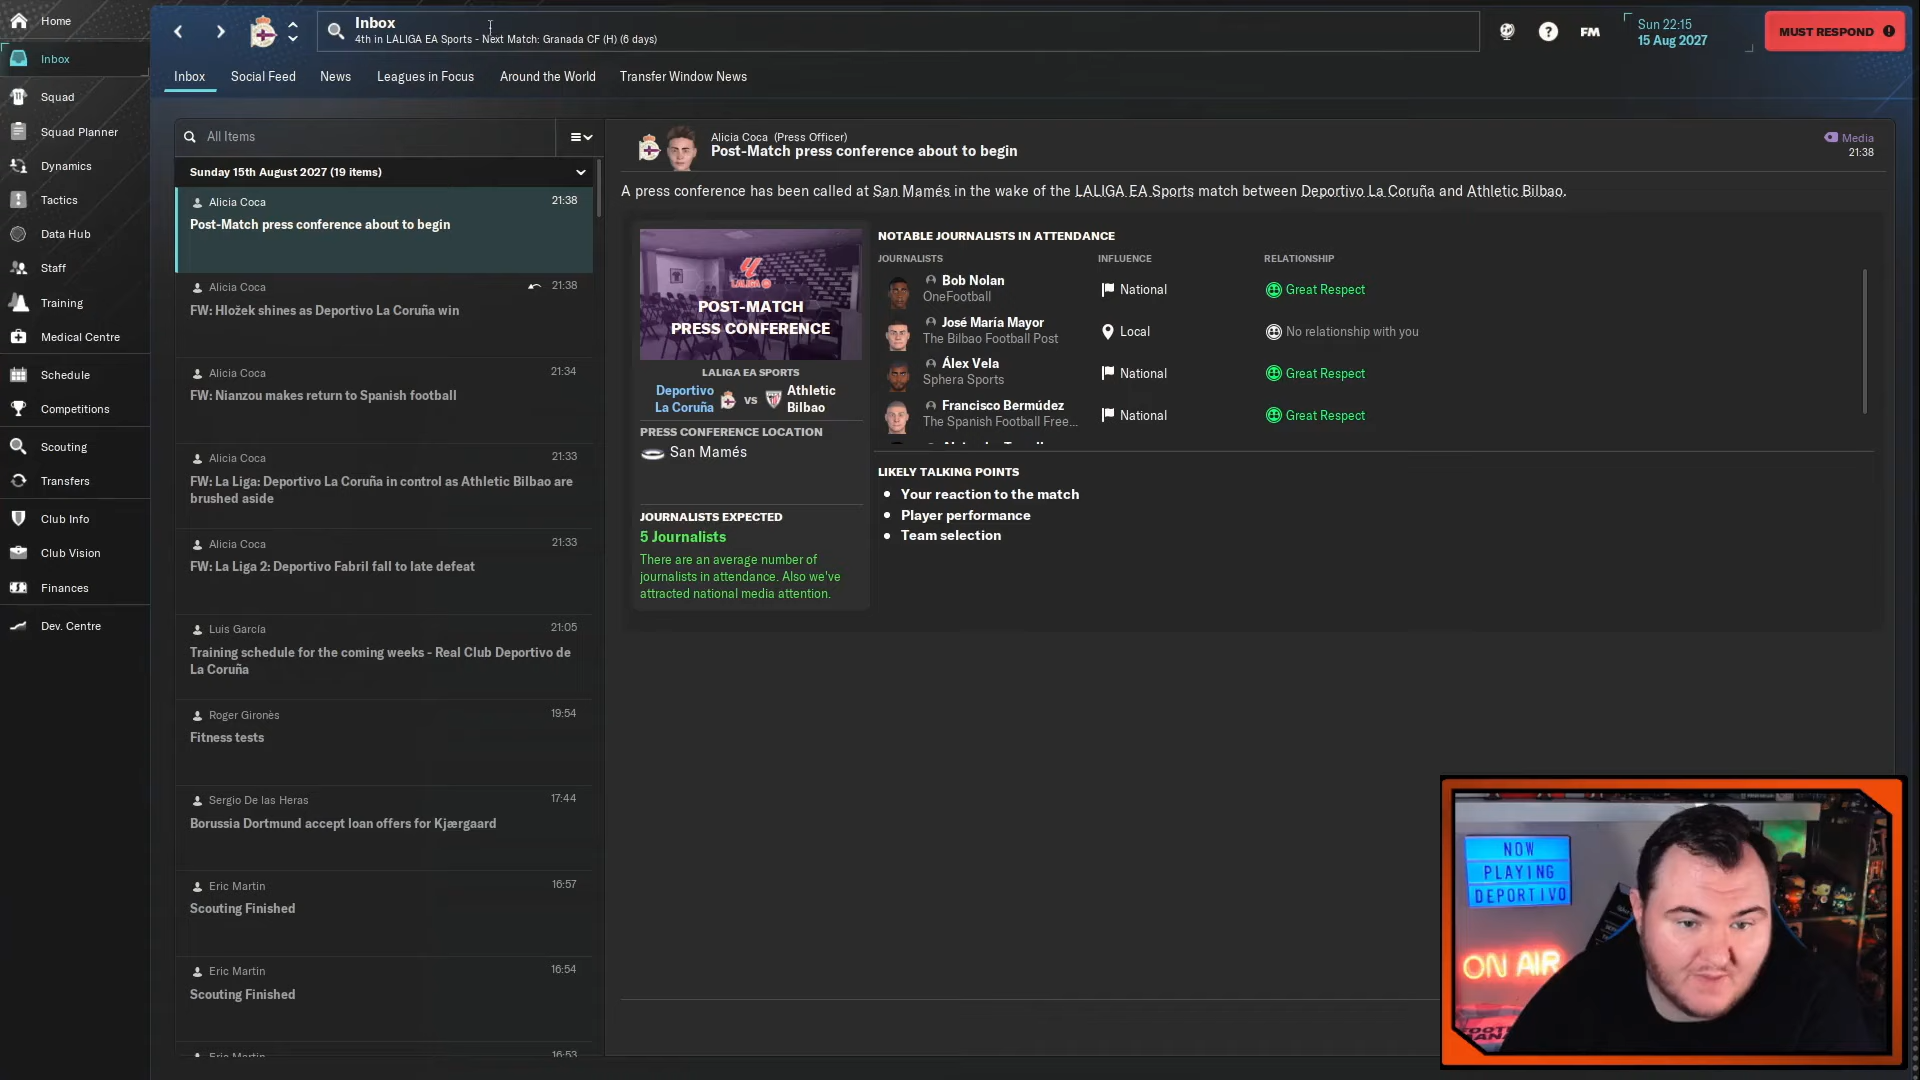 Home
Inbox
Squad
Squad Planner
Dynamics
Tactics
Data Hub
Staff
Training
Medical Centre
Schedule
Competitions
Scouting
Transfers
Club Info
Club Vision
Finances
Dev. Centre
Inbox
4th in LALIGA EA Sports - Next Match: Granada CF (H) (6 days)
FM
Sun 22:15
15 Aug 2027
MUST RESPOND
Inbox Social Feed News Leagues in Focus Around the World Transfer Window News
All Items
Sunday 15th August 2027 (19 items)
Alicia Coca 21:38
Post-Match press conference about to begin
Alicia Coca 21:38
FW: Hložek shines as Deportivo La Coruña win
Alicia Coca 21:34
FW: Nianzou makes return to Spanish football
Alicia Coca 21:33
FW: La Liga: Deportivo La Coruña in control as Athletic Bilbao are
brushed aside
Alicia Coca 21:33
FW: La Liga 2: Deportivo Fabril fall to late defeat
Luis García 21:05
Training schedule for the coming weeks - Real Club Deportivo de
La Coruña
Roger Gironès 19:54
Fitness tests
Sergio De las Heras 17:44
Borussia Dortmund accept loan offers for Kjærgaard
Eric Martin 16:57
Scouting Finished
Eric Martin 16:54
Scouting Finished
Eric Martin 16:53
Alicia Coca (Press Officer)
Post-Match press conference about to begin
Media
21:38
A press conference has been called at San Mamés in the wake of the LALIGA EA Sports match between Deportivo La Coruña and Athletic Bilbao.
LALIGA
POST-MATCH
PRESS CONFERENCE
LALIGA EA SPORTS
Deportivo
La Coruña vs Athletic
Bilbao
PRESS CONFERENCE LOCATION
San Mamés
JOURNALISTS EXPECTED
5 Journalists
There are an average number of
journalists in attendance. Also we've
attracted national media attention.
NOTABLE JOURNALISTS IN ATTENDANCE
JOURNALISTS INFLUENCE RELATIONSHIP
Bob Nolan
OneFootball
National
Great Respect
José María Mayor
The Bilbao Football Post
Local
No relationship with you
Álex Vela
Sphera Sports
National
Great Respect
Francisco Bermúdez
The Spanish Football Free...
National
Great Respect
LIKELY TALKING POINTS
Your reaction to the match
Player performance
Team selection
NOW
PLAYING
DEPORTIVO
ON AIR